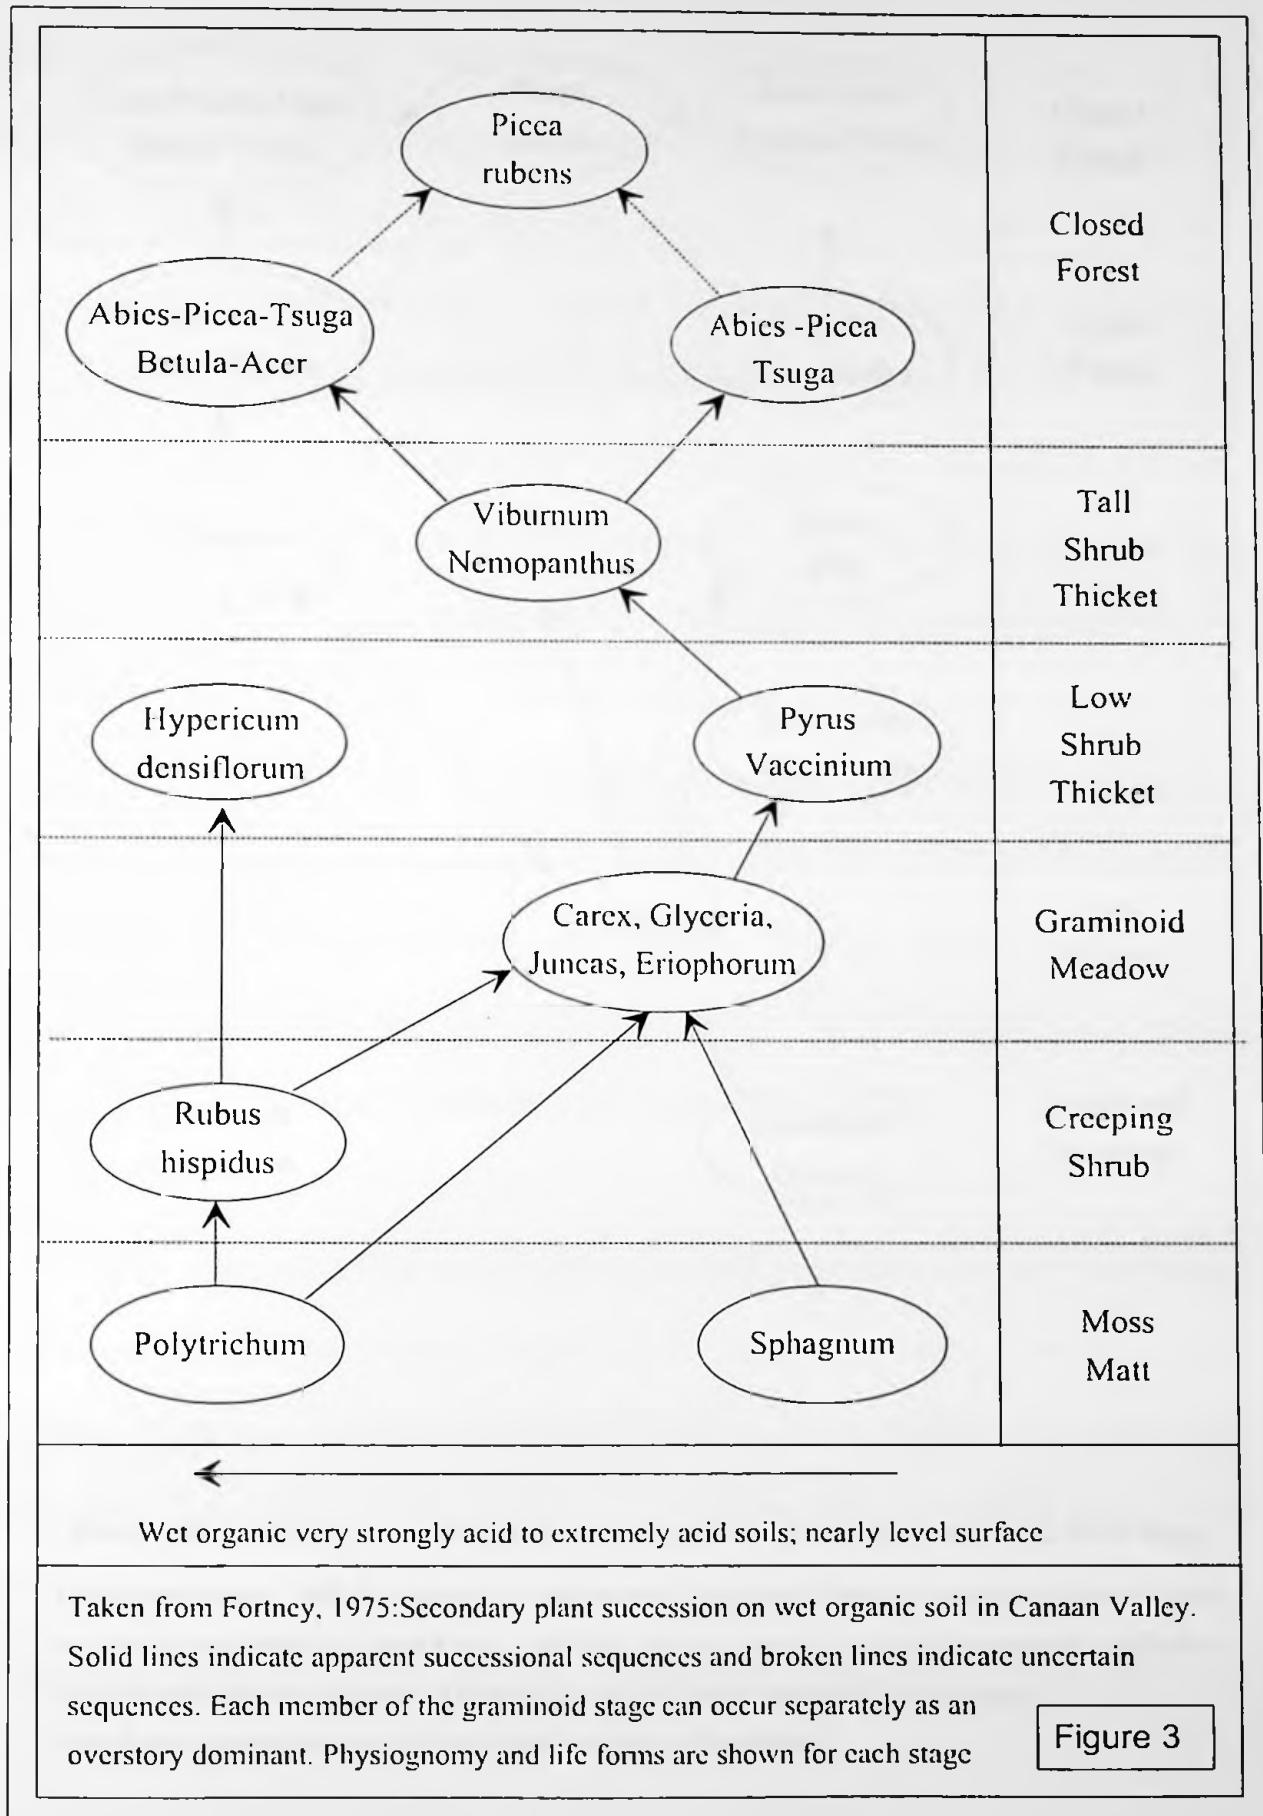 Picea
rubens
Closed
Forest
Abies-Picea-Tsuga
Betula-Acer
Abies -Picea
Tsuga
Viburnum
Nemopanthus
Tall
Shrub
Thicket
Hypericum
densiflorum
Pyrus
Vaccinium
Low
Shrub
Thicket
Carex, Glyceria,
Juncas, Eriophorum
Graminoid
Meadow
Rubus
hispidus
Creeping
Shrub
Polytrichum
Sphagnum
Moss
Matt
Wet organic very strongly acid to extremely acid soils; nearly level surface
Taken from Fortney, 1975:Secondary plant succession on wet organic soil in Canaan Valley.
Solid lines indicate apparent successional sequences and broken lines indicate uncertain
sequences. Each member of the graminoid stage can occur separately as an
overstory dominant. Physiognomy and life forms are shown for each stage
Figure 3